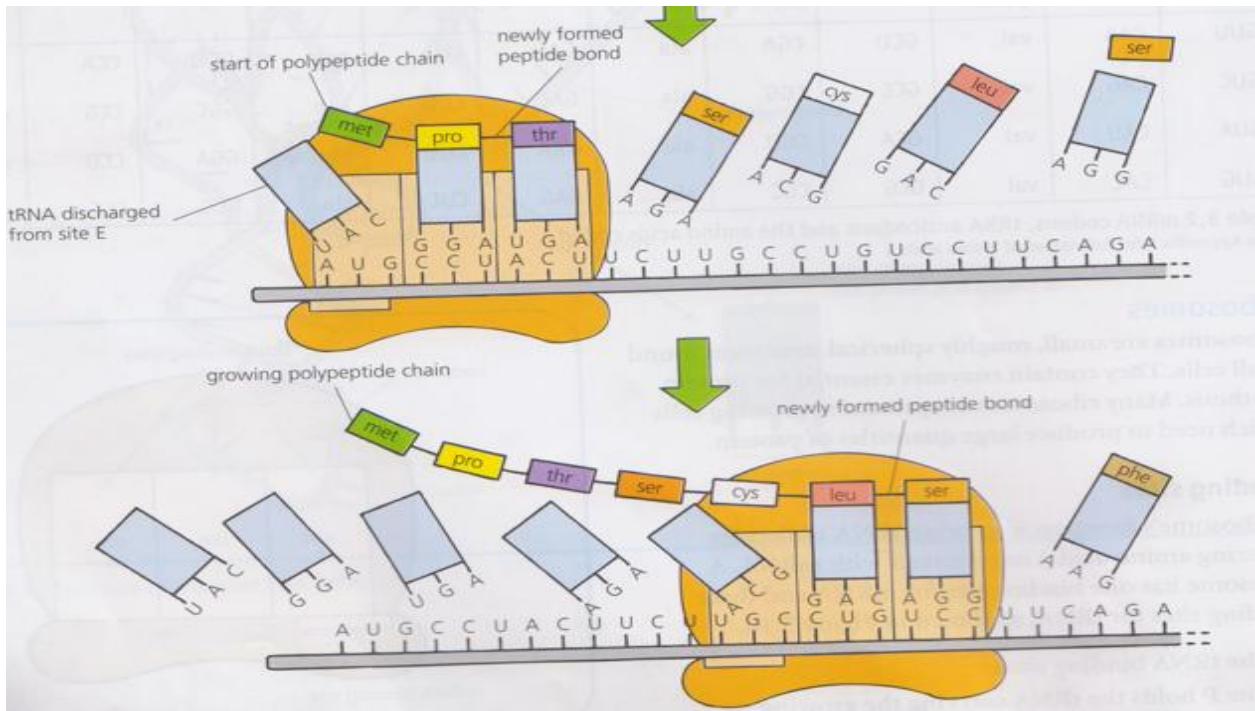 newly formed
peptide bond
start of polypeptide chain
ser
cys
leu
ser
met
pro
thr
A G A
A C G
G A C
A G G
tRNA discharged
from site E
U A C
G G A U G A
A U G C C U A C U U C U U G C C U G U C C U U C A G A
growing polypeptide chain
newly formed peptide bond
met
pro
thr
ser
cys
leu
ser
phe
U A C
G G A
U G A
A G A
A C G
G A C A G G
A A G
A U G C C U A C U U C U U G C C U G U C C U U C A G A